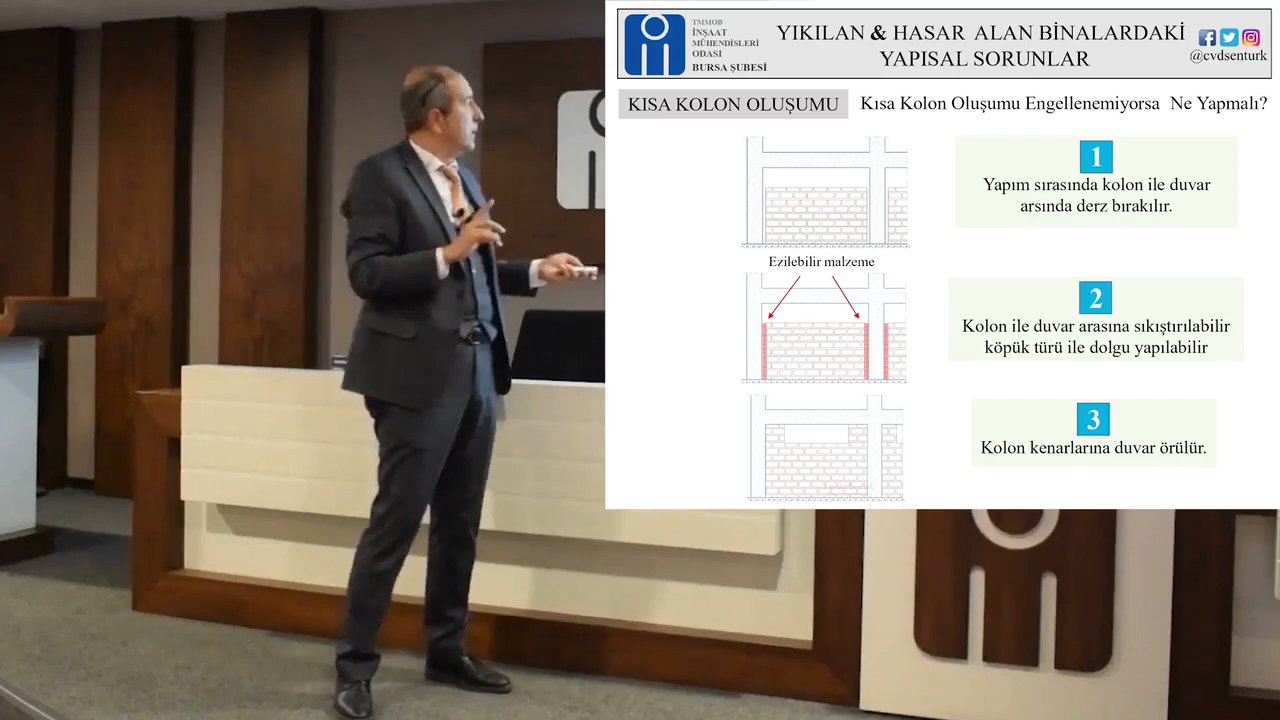 TMMOB
İNŞAAT
MÜHENDİSLERİ
ODASI
BURSA ŞUBESİ
YIKILAN & HASAR ALAN BİNALARDAKİ
YAPISAL SORUNLAR
@cvdsenturk
KISA KOLON OLUŞUMU
Kısa Kolon Oluşumu Engellenemiyorsa Ne Yapmalı?
1
Yapım sırasında kolon ile duvar
arsında derz bırakılır.
Ezilebilir malzeme
2
Kolon ile duvar arasına sıkıştırılabilir
köpük türü ile dolgu yapılabilir
3
Kolon kenarlarına duvar örülür.